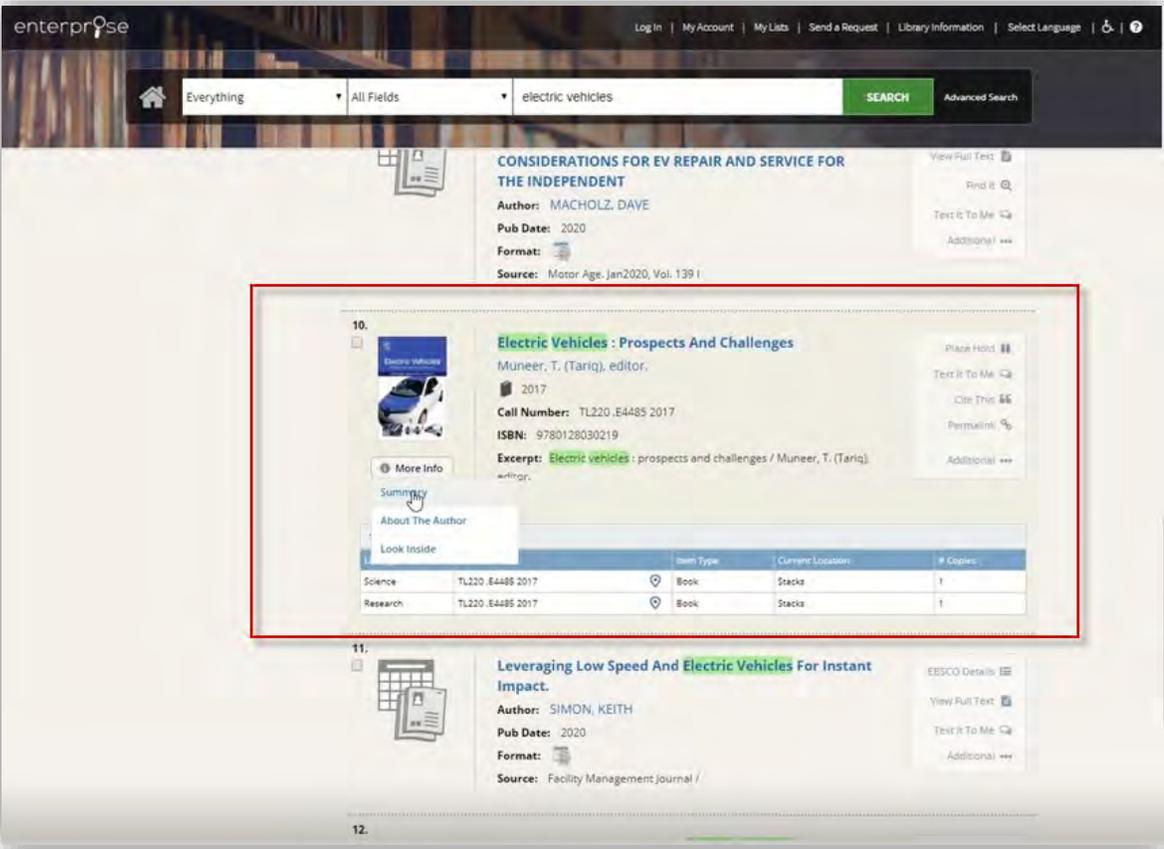 enterprise
Log In | My Account | My Lists | Send a Request | Library Information | Select Language
Everything All Fields electric vehicles SEARCH Advanced Search
CONSIDERATIONS FOR EV REPAIR AND SERVICE FOR
THE INDEPENDENT
Author: MACHOLZ, DAVE
Pub Date: 2020
Format:
Source: Motor Age. Jan2020, Vol. 139 I
View Full Text
Find It
Text It To Me
Additional
10.
Electric Vehicles
Electric Vehicles : Prospects And Challenges
Muneer, T. (Tariq), editor.
2017
Call Number: TL220 .E4485 2017
ISBN: 9780128030219
Excerpt: Electric vehicles : prospects and challenges / Muneer, T. (Tariq),
editor.
Place Hold
Text It To Me
Cite This
Permalink
Additional
More Info
Summary
About The Author
Look Inside
Item Type Current Location # Copies
Science TL220 .E4485 2017 Book Stacks 1
Research TL220 .E4485 2017 Book Stacks 1
11.
Leveraging Low Speed And Electric Vehicles For Instant
Impact.
Author: SIMON, KEITH
Pub Date: 2020
Format:
Source: Facility Management Journal /
EBSCO Details
View Full Text
Text It To Me
Additional
12.